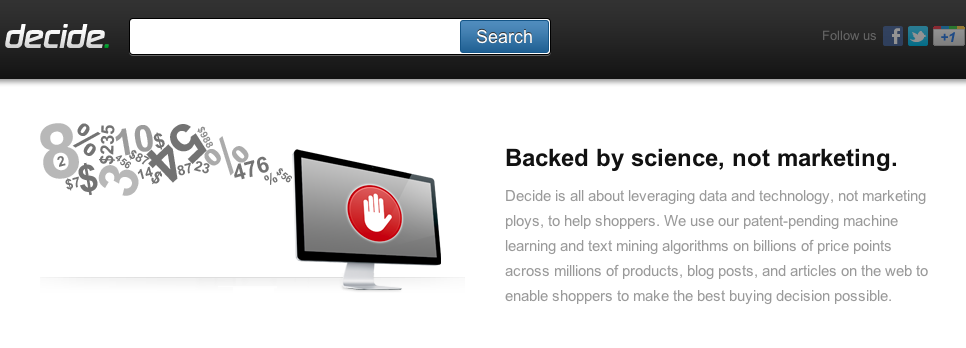 decide.
Search
Follow us
f
+1
8 % $235 10 $ 5 $988 %
2 3 456 $87 4 476
$7 $ 14 $ 87 23 % $56
Backed by science, not marketing.
Decide is all about leveraging data and technology, not marketing
ploys, to help shoppers. We use our patent-pending machine
learning and text mining algorithms on billions of price points
across millions of products, blog posts, and articles on the web to
enable shoppers to make the best buying decision possible.